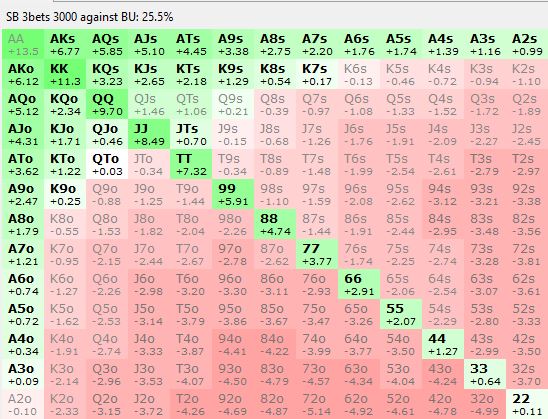 SB 3bets 3000 against BU: 25.5%
AA AKs AQs AJs ATs A9s A8s A7s A6s A5s A4s A3s A2s
+13.5 +6.77 +5.85 +5.10 +4.45 +3.38 +2.75 +2.20 +1.76 +1.74 +1.39 +1.16 +0.99
AKo KK KQs KJs KTs K9s K8s K7s K6s K5s K4s K3s K2s
+6.12 +11.3 +3.23 +2.65 +2.18 +1.29 +0.54 +0.17 -0.13 -0.46 -0.72 -0.94 -1.10
AQo KQo QQ QJs QTs Q9s Q8s Q7s Q6s Q5s Q4s Q3s Q2s
+5.12 +2.34 +9.70 +1.46 +1.06 +0.21 -0.39 -0.97 -1.08 -1.33 -1.52 -1.72 -1.89
AJo KJo QJo JJ JTs J9s J8s J7s J6s J5s J4s J3s J2s
+4.31 +1.71 +0.46 +8.49 +0.70 -0.15 -0.68 -1.26 -1.76 -1.91 -2.09 -2.27 -2.45
ATo KTo QTo JTo TT T9s T8s T7s T6s T5s T4s T3s T2s
+3.62 +1.22 +0.03 -0.34 +7.32 -0.34 -0.89 -1.48 -1.99 -2.54 -2.61 -2.79 -2.97
A9o K9o Q9o J9o T9o 99 98s 97s 96s 95s 94s 93s 92s
+2.47 +0.25 -0.88 -1.25 -1.44 +5.91 -1.10 -1.59 -2.08 -2.62 -3.12 -3.21 -3.38
A8o K8o Q8o J8o T8o 98o 88 87s 86s 85s 84s 83s 82s
+1.79 -0.55 -1.53 -1.82 -2.04 -2.26 +4.74 -1.44 -1.91 -2.44 -2.95 -3.48 -3.56
A7o K7o Q7o J7o T7o 97o 87o 77 76s 75s 74s 73s 72s
+1.21 -0.95 -2.15 -2.44 -2.67 -2.78 -2.62 +3.77 -1.74 -2.25 -2.74 -3.28 -3.81
A6o K6o Q6o J6o T6o 96o 86o 76o 66 65s 64s 63s 62s
+0.74 -1.27 -2.26 -2.98 -3.20 -3.30 -3.11 -2.93 +2.91 -2.06 -2.54 -3.07 -3.61
A5o K5o Q5o J5o T5o 95o 85o 75o 65o 55 54s 53s 52s
+0.72 -1.62 -2.53 -3.14 -3.79 -3.86 -3.67 -3.47 -3.26 +2.07 -2.29 -2.80 -3.33
A4o K4o Q4o J4o T4o 94o 84o 74o 64o 54o 44 43s 42s
+0.34 -1.91 -2.74 -3.33 -3.87 -4.41 -4.22 -3.99 -3.77 -3.50 +1.27 -2.99 -3.50
A3o K3o Q3o J3o T3o 93o 83o 73o 63o 53o 43o 33 32s
+0.09 -2.14 -2.96 -3.53 -4.07 -4.50 -4.79 -4.57 -4.34 -4.04 -4.24 +0.64 -3.70
A2o K2o Q2o J2o T2o 92o 82o 72o 62o 52o 42o 32o 22
-0.10 -2.33 -3.15 -3.72 -4.26 -4.69 -4.87 -5.14 -4.92 -4.61 -4.78 -4.99 +0.11